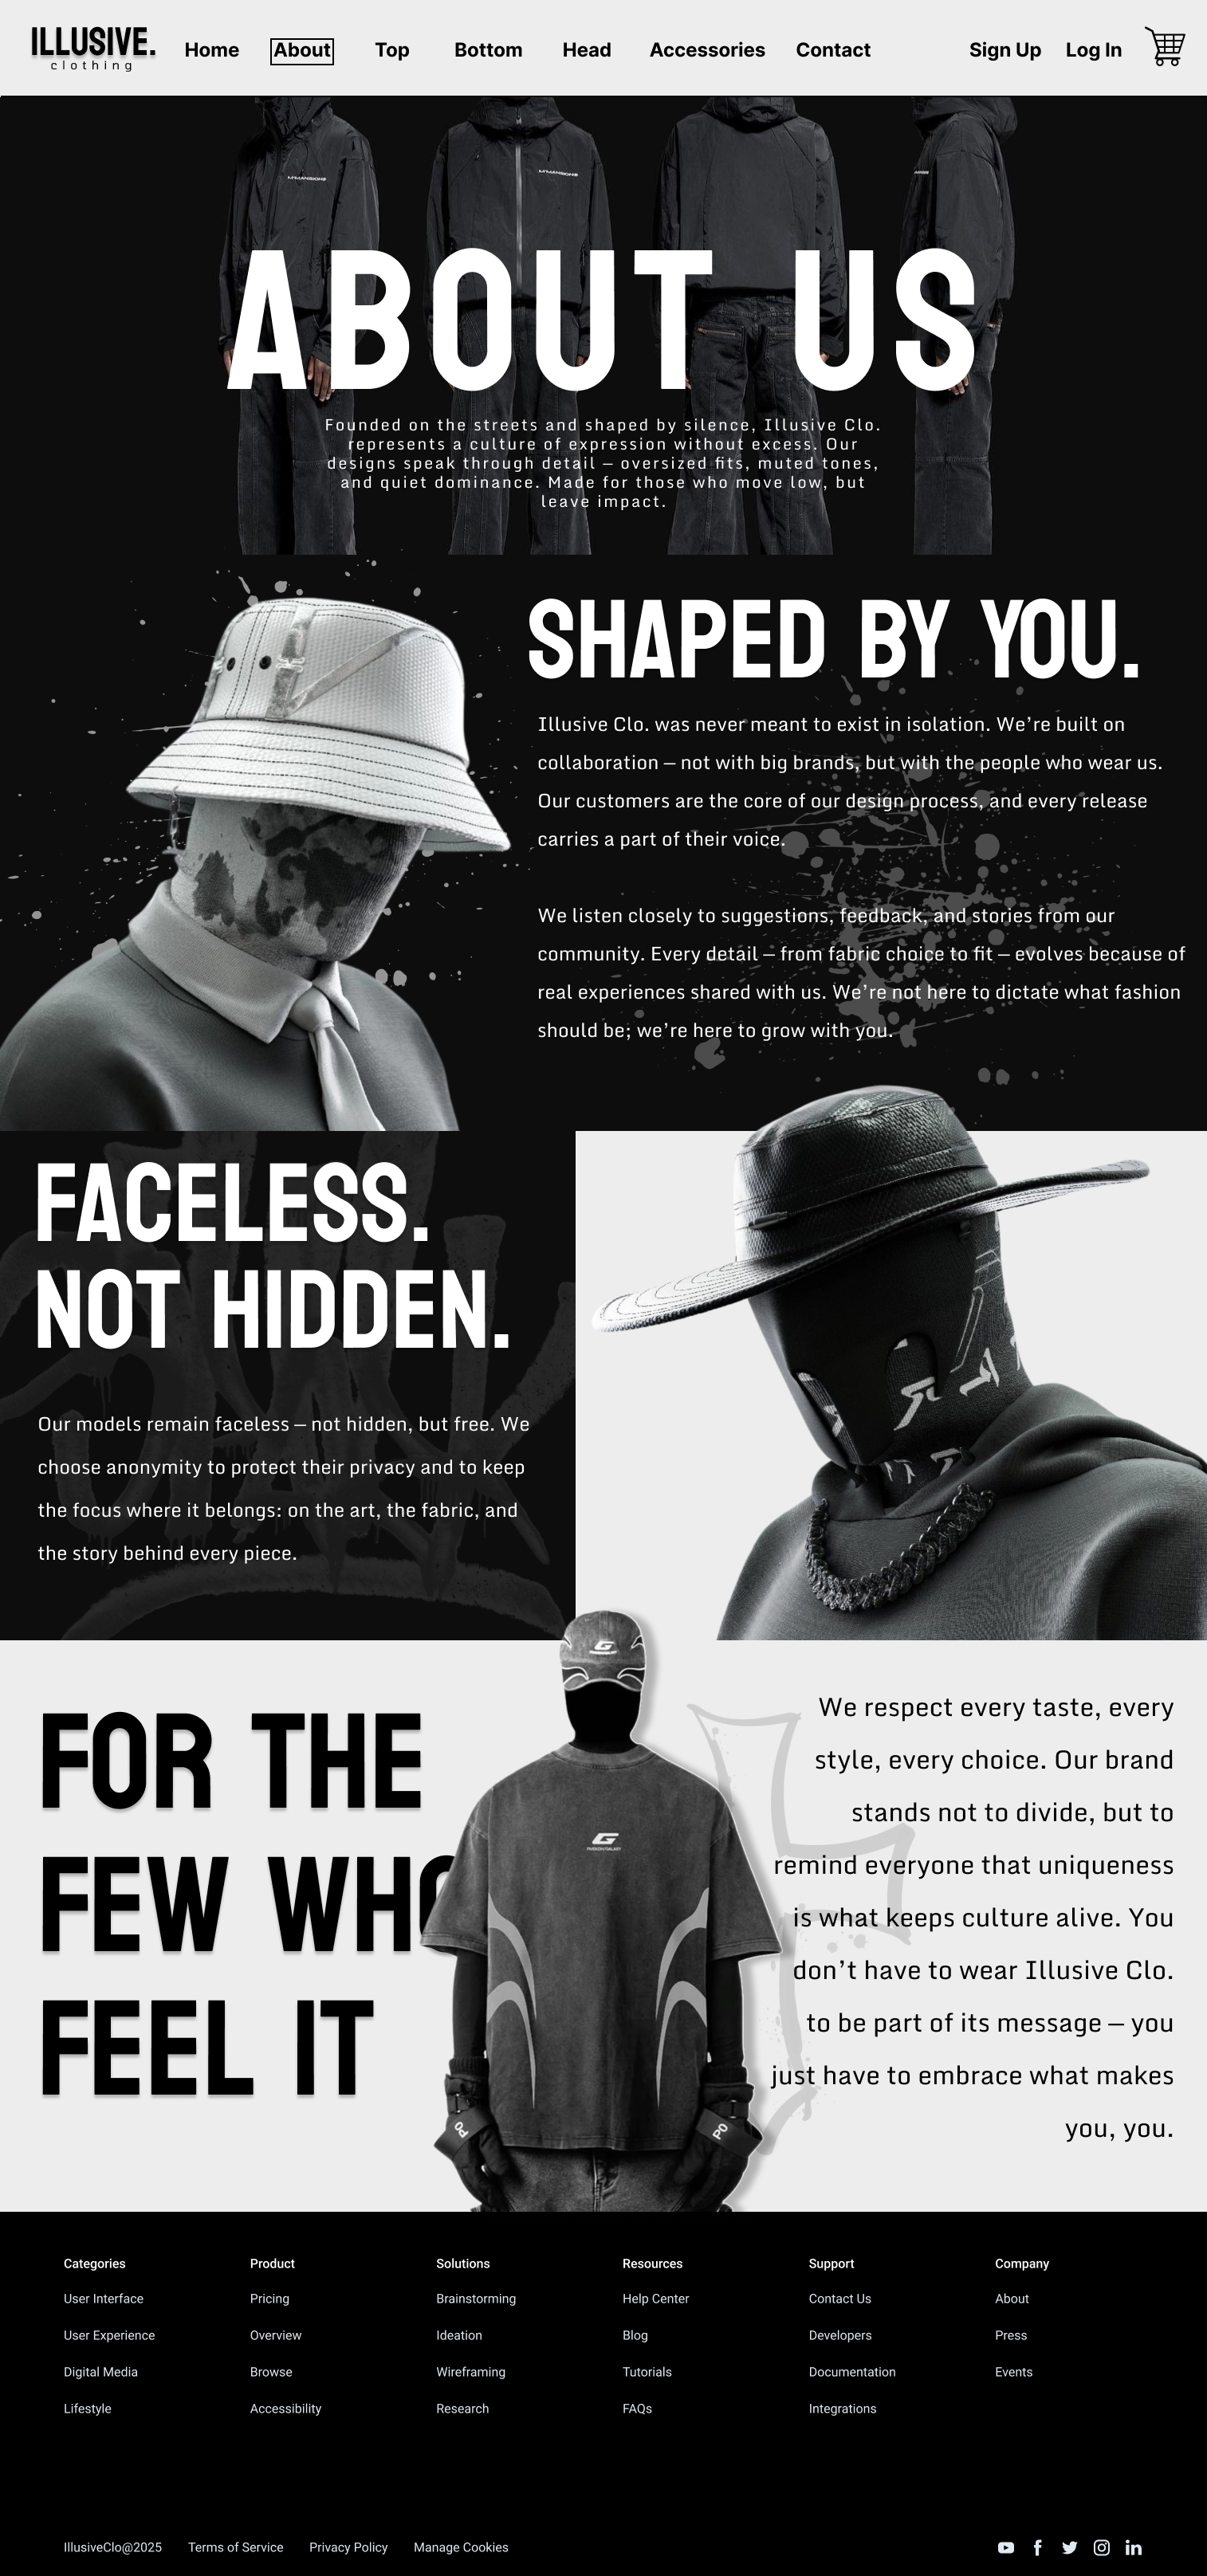 ILLUSIVE.
clothing
Home About Top Bottom Head Accessories Contact Sign Up Log In
ABOUT US
Founded on the streets and shaped by silence, Illusive Clo.
represents a culture of expression without excess. Our
designs speak through detail — oversized fits, muted tones,
and quiet dominance. Made for those who move low, but
leave impact.
SHAPED BY YOU.
Illusive Clo. was never meant to exist in isolation. We’re built on
collaboration — not with big brands, but with the people who wear us.
Our customers are the core of our design process, and every release
carries a part of their voice.
We listen closely to suggestions, feedback, and stories from our
community. Every detail — from fabric choice to fit — evolves because of
real experiences shared with us. We’re not here to dictate what fashion
should be; we’re here to grow with you.
FACELESS.
NOT HIDDEN.
Our models remain faceless — not hidden, but free. We
choose anonymity to protect their privacy and to keep
the focus where it belongs: on the art, the fabric, and
the story behind every piece.
FOR THE
FEW WHO
FEEL IT
We respect every taste, every
style, every choice. Our brand
stands not to divide, but to
remind everyone that uniqueness
is what keeps culture alive. You
don’t have to wear Illusive Clo.
to be part of its message — you
just have to embrace what makes
you, you.
Categories Product Solutions Resources Support Company
User Interface Pricing Brainstorming Help Center Contact Us About
User Experience Overview Ideation Blog Developers Press
Digital Media Browse Wireframing Tutorials Documentation Events
Lifestyle Accessibility Research FAQs Integrations
IllusiveClo@2025 Terms of Service Privacy Policy Manage Cookies